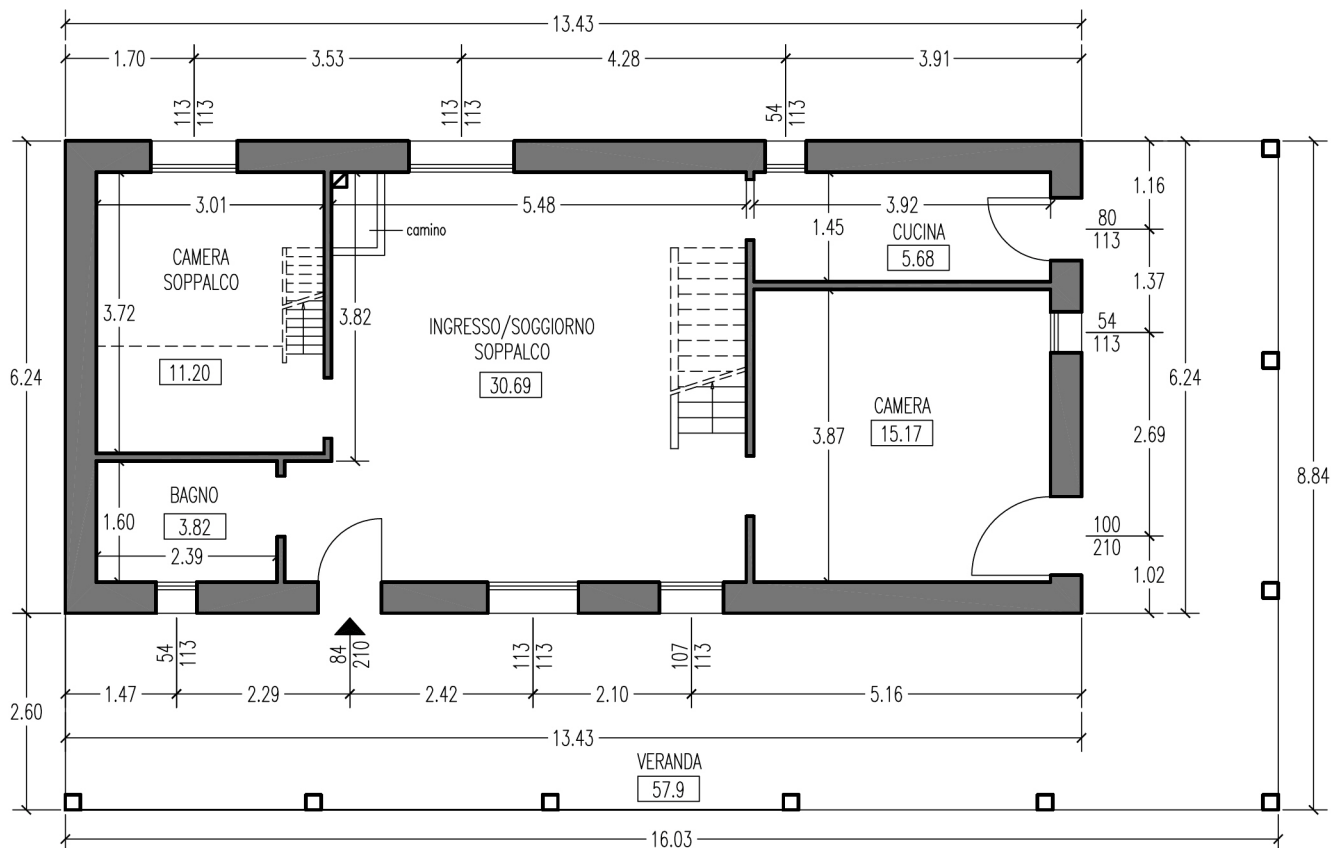 13.43
1.70 3.53 4.28 3.91
113 113 113 113 54 113
3.01 5.48 3.92
1.16
camino
1.45
CUCINA
5.68
80
113
CAMERA
SOPPALCO
1.37
3.72
3.82
INGRESSO/SOGGIORNO
SOPPALCO
54
113
11.20
30.69
6.24
6.24
CAMERA
15.17
3.87
2.69
8.84
BAGNO
3.82
1.60
2.39
100
210
1.02
54 113 84 210 113 113 107 113
1.47 2.29 2.42 2.10 5.16
2.60
13.43
VERANDA
57.9
16.03